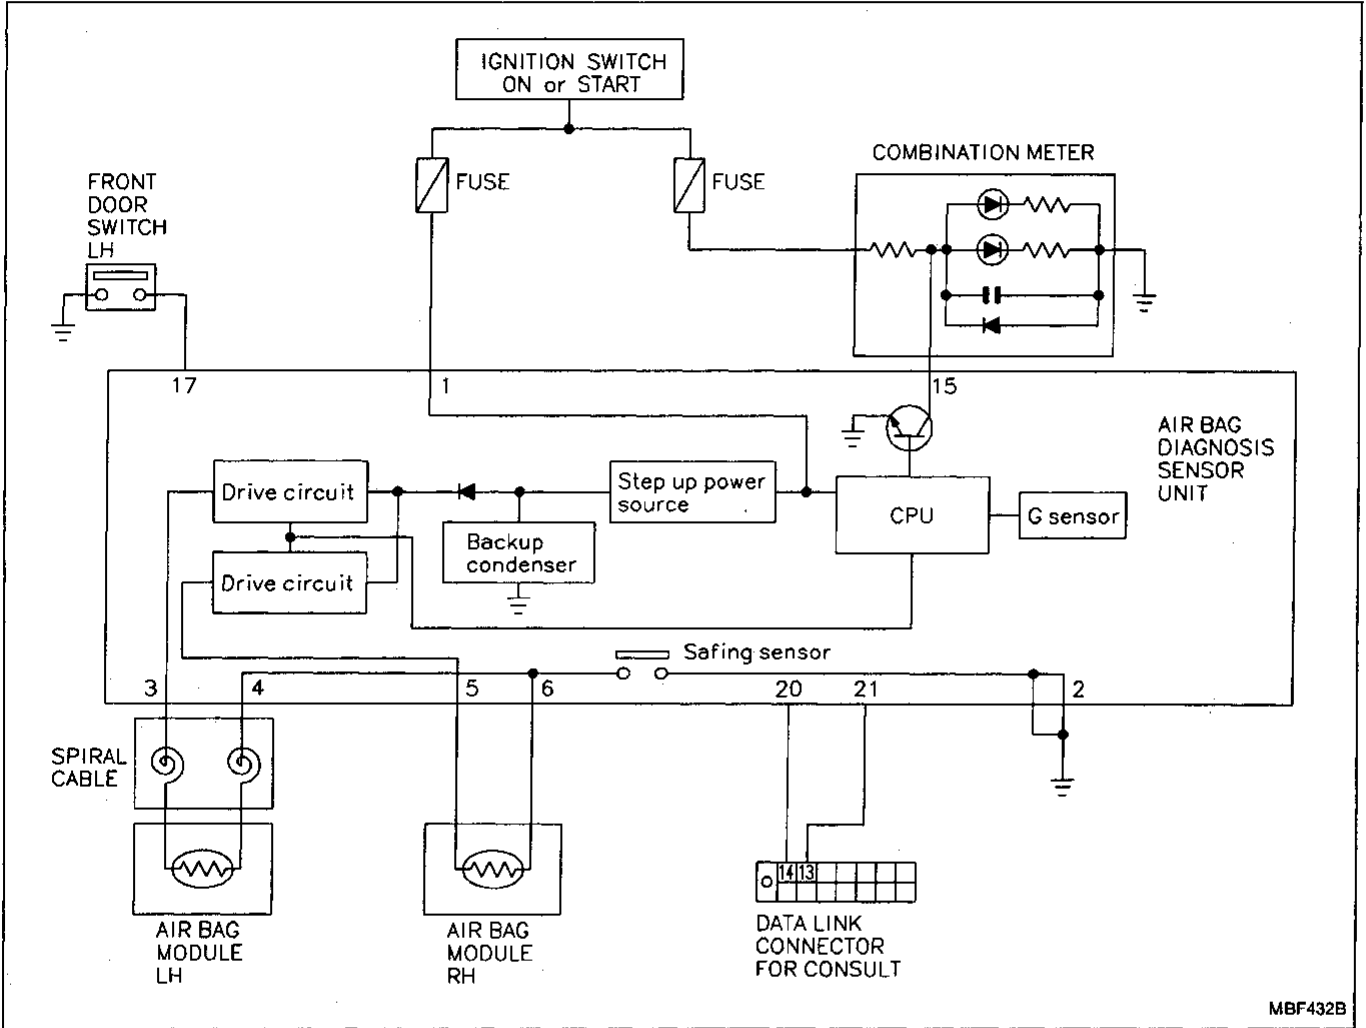 IGNITION SWITCH
ON or START
COMBINATION METER
FRONT
DOOR
SWITCH
LH
FUSE
FUSE
17
1
15
AIR BAG
DIAGNOSIS
SENSOR
UNIT
Drive circuit
Step up power
source
CPU
G sensor
Backup
condenser
Drive circuit
Safing sensor
3
4
5
6
20
21
2
SPIRAL
CABLE
14
13
AIR BAG
MODULE
LH
AIR BAG
MODULE
RH
DATA LINK
CONNECTOR
FOR CONSULT
MBF432B